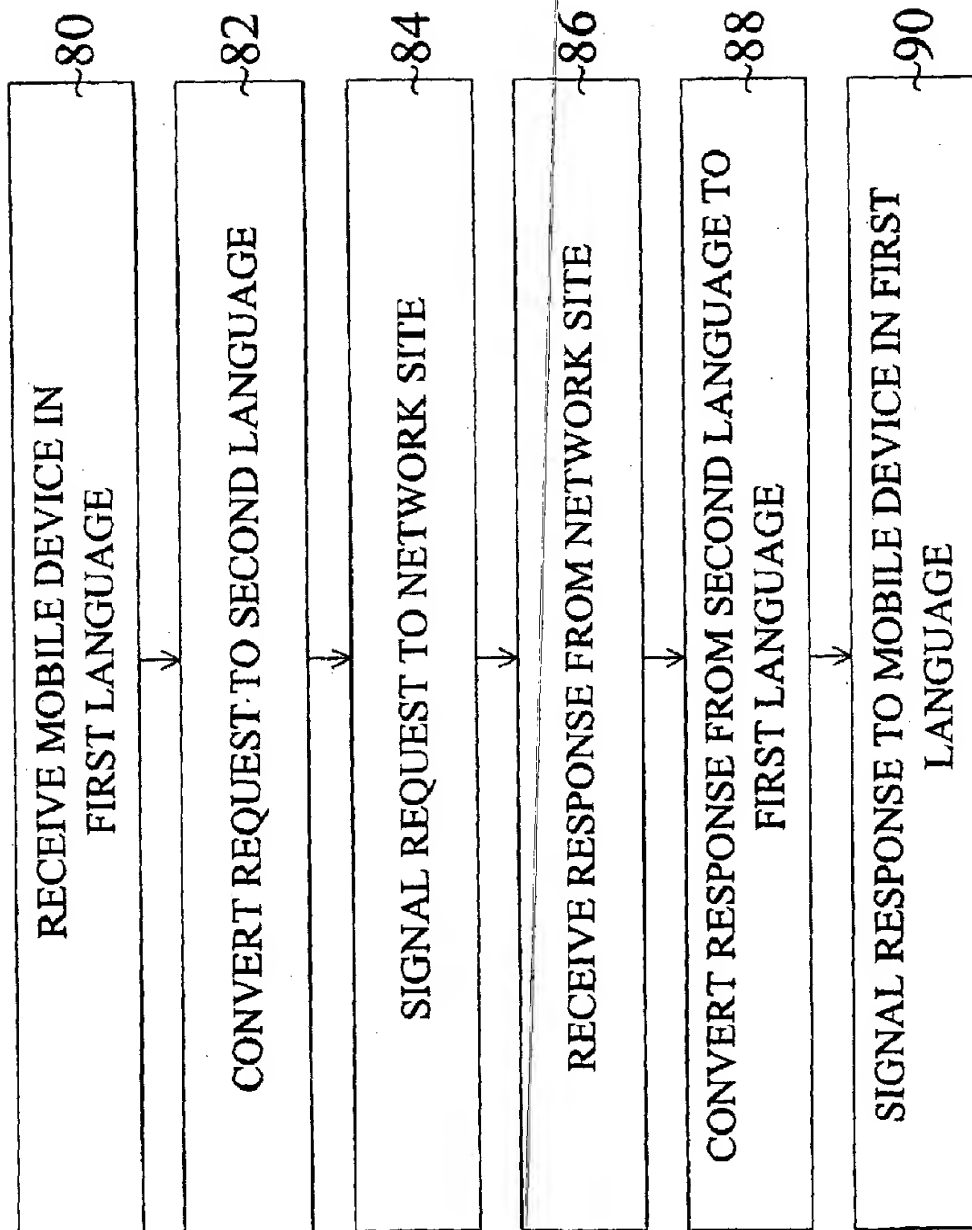 RECEIVE MOBILE DEVICE IN
FIRST LANGUAGE
~80
CONVERT REQUEST TO SECOND LANGUAGE
~82
SIGNAL REQUEST TO NETWORK SITE
~84
RECEIVE RESPONSE FROM NETWORK SITE
~86
CONVERT RESPONSE FROM SECOND LANGUAGE TO
FIRST LANGUAGE
~88
SIGNAL RESPONSE TO MOBILE DEVICE IN FIRST
LANGUAGE
~90